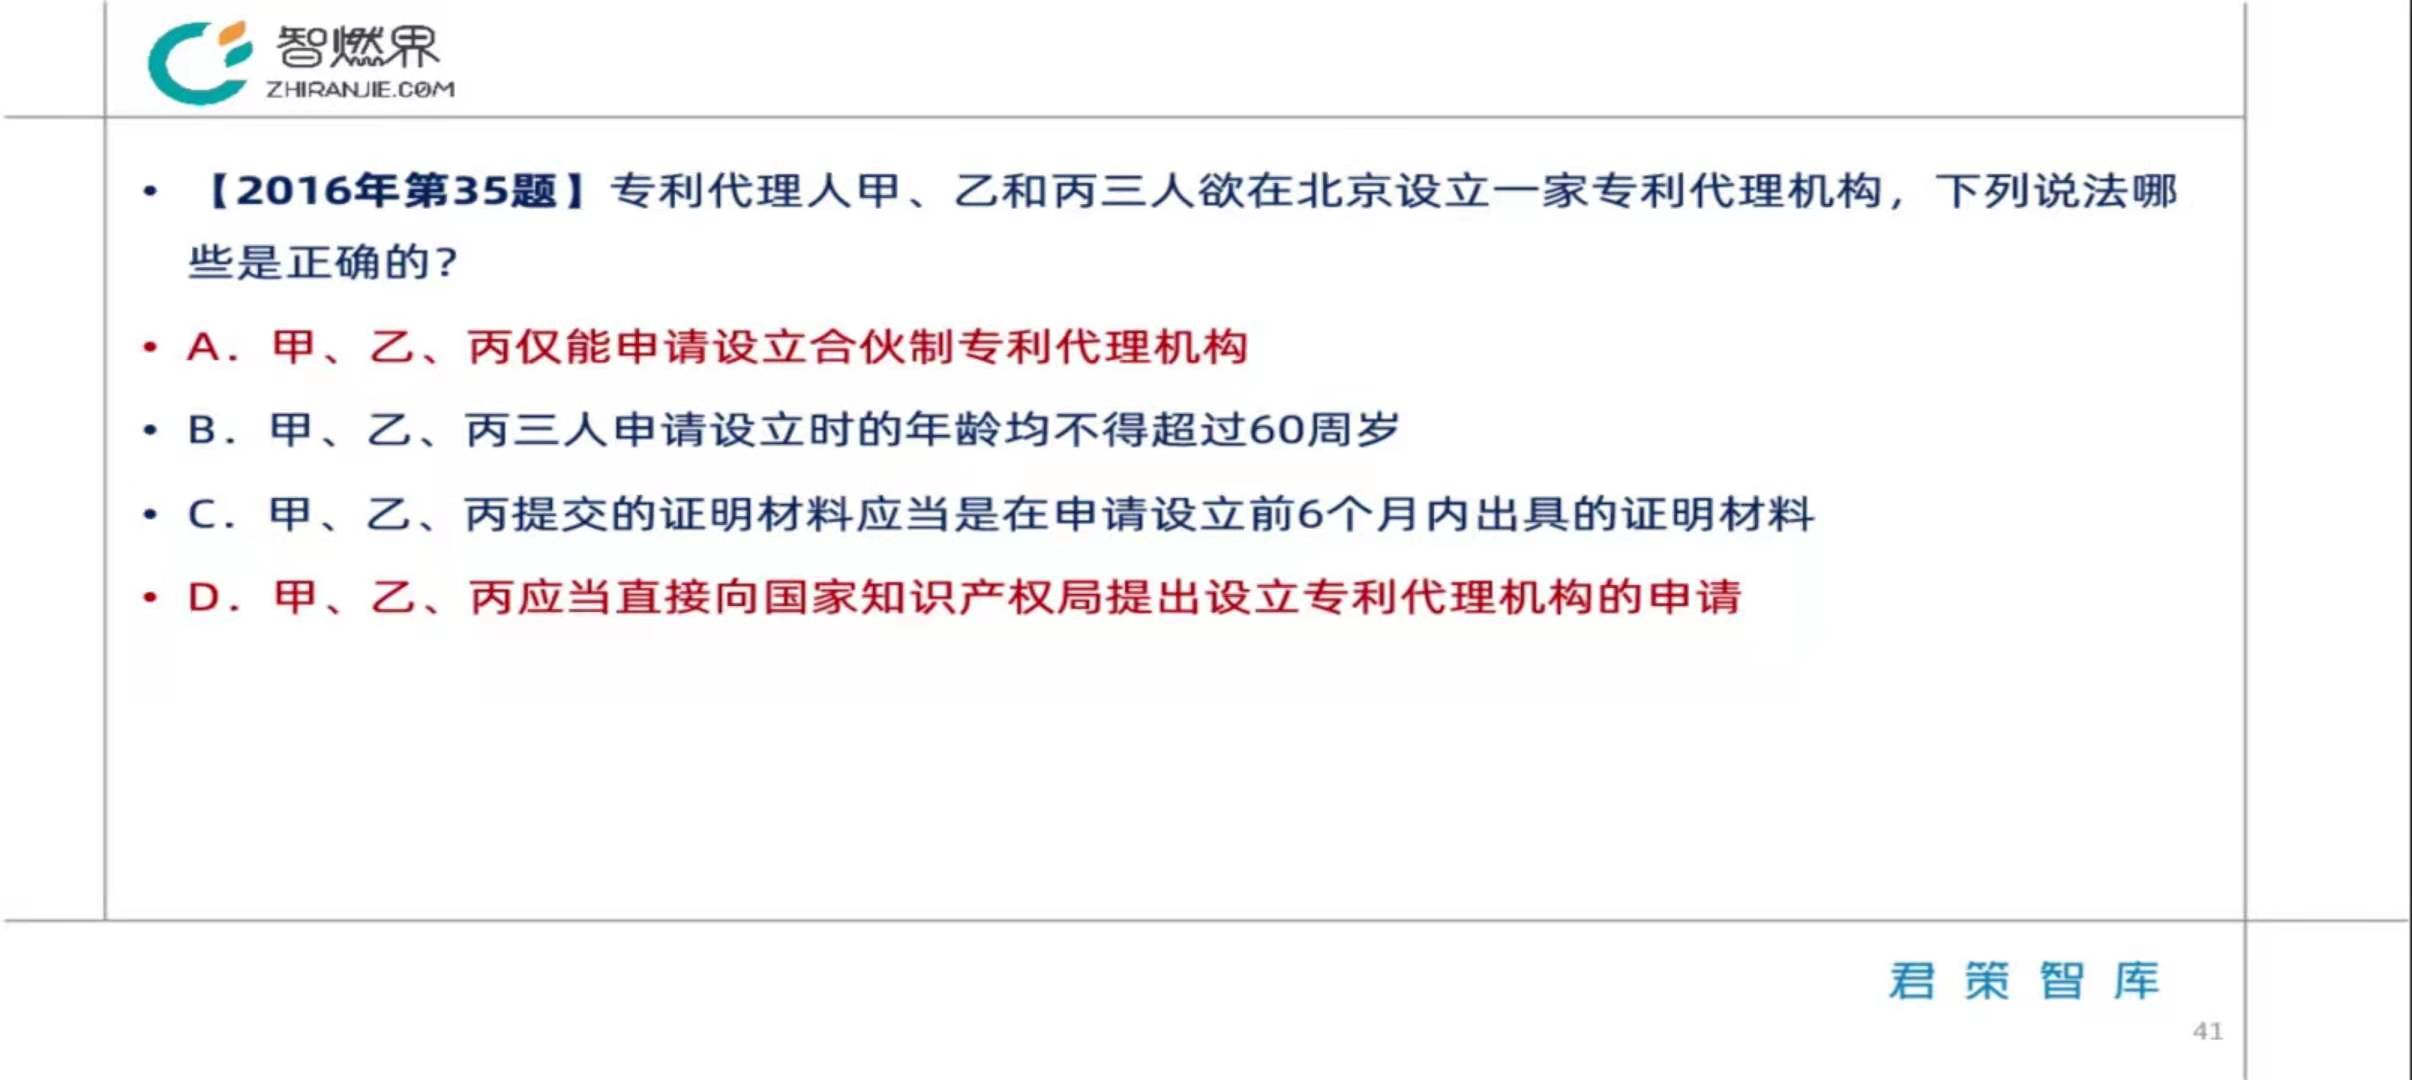 智燃界
ZHIRANJIE.COM
• 【2016年第35题】专利代理人甲、乙和丙三人欲在北京设立一家专利代理机构，下列说法哪
些是正确的？
• A．甲、乙、丙仅能申请设立合伙制专利代理机构
• B．甲、乙、丙三人申请设立时的年龄均不得超过60周岁
• C．甲、乙、丙提交的证明材料应当是在申请设立前6个月内出具的证明材料
• D．甲、乙、丙应当直接向国家知识产权局提出设立专利代理机构的申请
君策智库
41